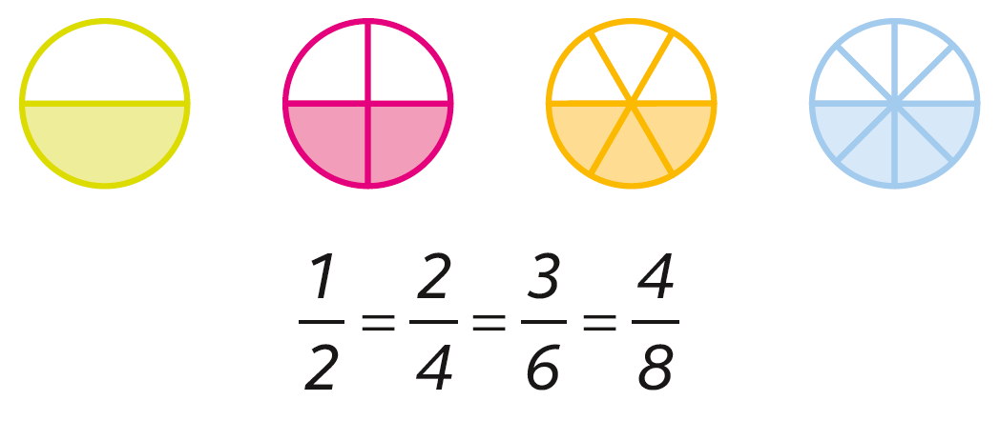 1/2 = 2/4 = 3/6 = 4/8